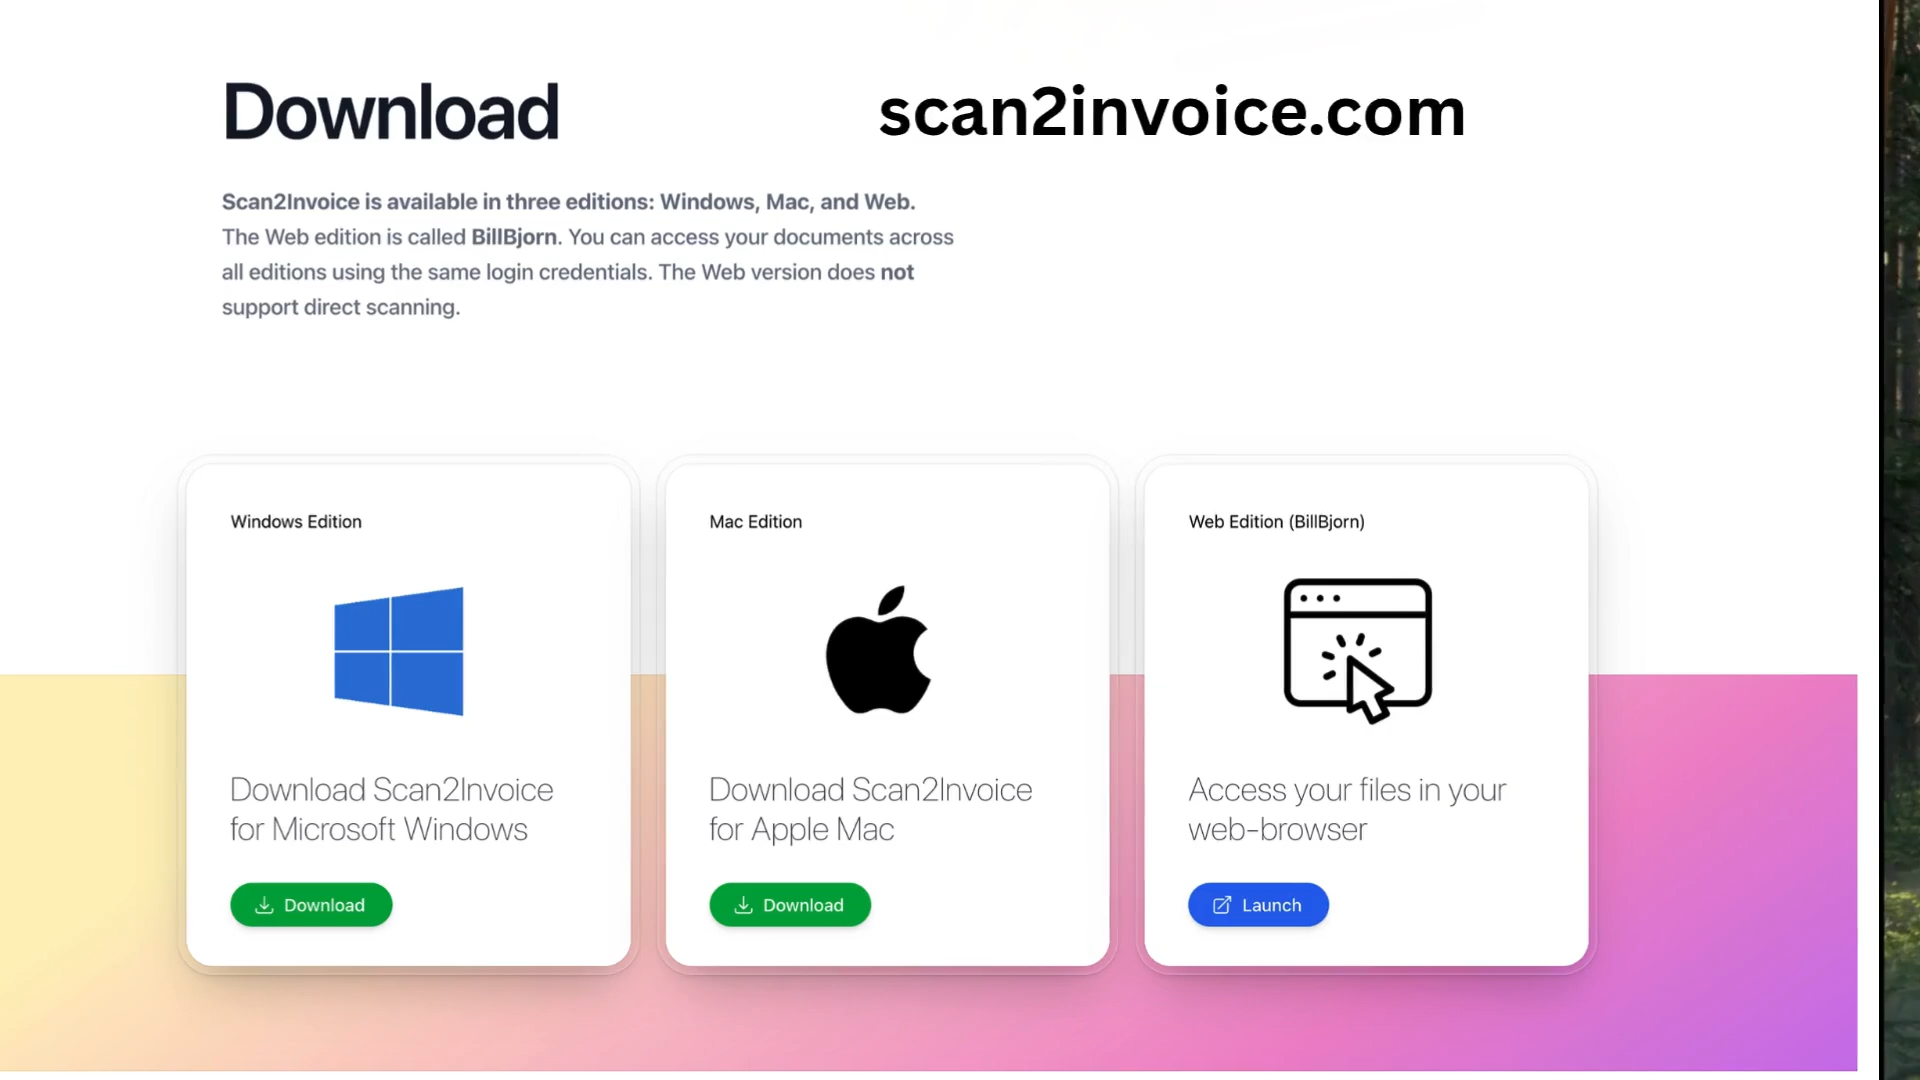 Download
scan2invoice.com
Scan2Invoice is available in three editions: Windows, Mac, and Web.
The Web edition is called BillBjorn. You can access your documents across
all editions using the same login credentials. The Web version does not
support direct scanning.
Windows Edition
Download Scan2Invoice
for Microsoft Windows
Download
Mac Edition
Download Scan2Invoice
for Apple Mac
Download
Web Edition (BillBjorn)
Access your files in your
web-browser
Launch